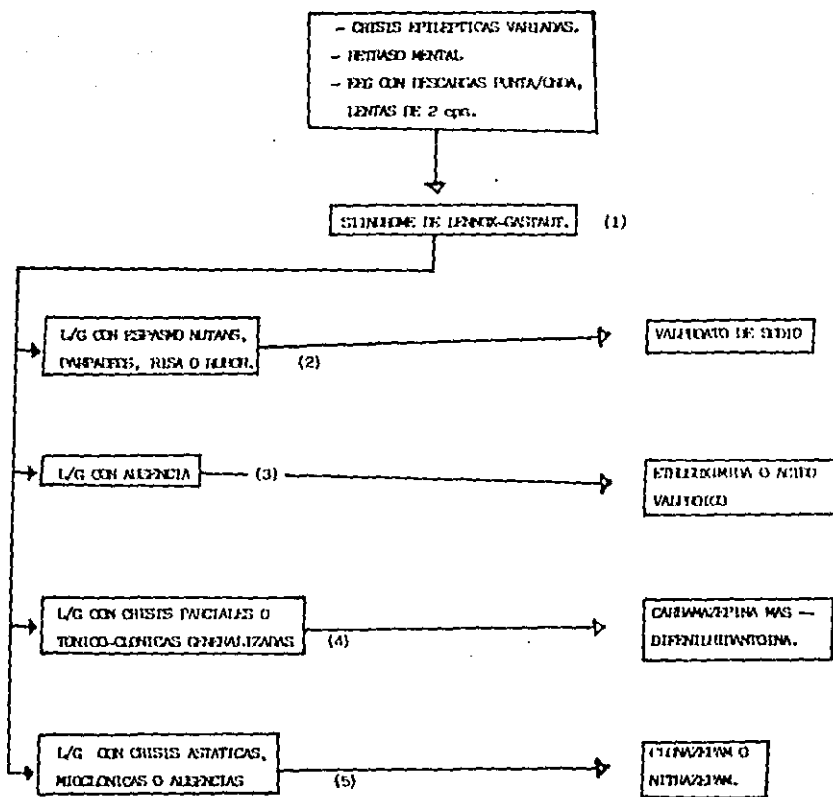 - CRISIS EPILEPTICAS VARIADAS.
- RETRASO MENTAL
- EEG CON DESCARGAS PUNTA/ONDA,
LENTAS DE 2 cps.
SINDROME DE LENNOX-GASTAUT. (1)
L/G CON ESPASMO NUTANS,
PARPADEOS, RISA O RUBOR. (2)
VALPROATO DE SODIO
L/G CON AUSENCIA (3)
ETHOSUXIMIDA O ACIDO
VALPROICO
L/G CON CRISIS PARCIALES O
TONICO-CLONICAS GENERALIZADAS (4)
CARBAMAZEPINA MAS —
DIFENILHIDANTOINA.
L/G CON CRISIS ASTATICAS,
MIOCLONICAS O AUSENCIAS (5)
CLONAZEPAM O
NITRAZEPAM.